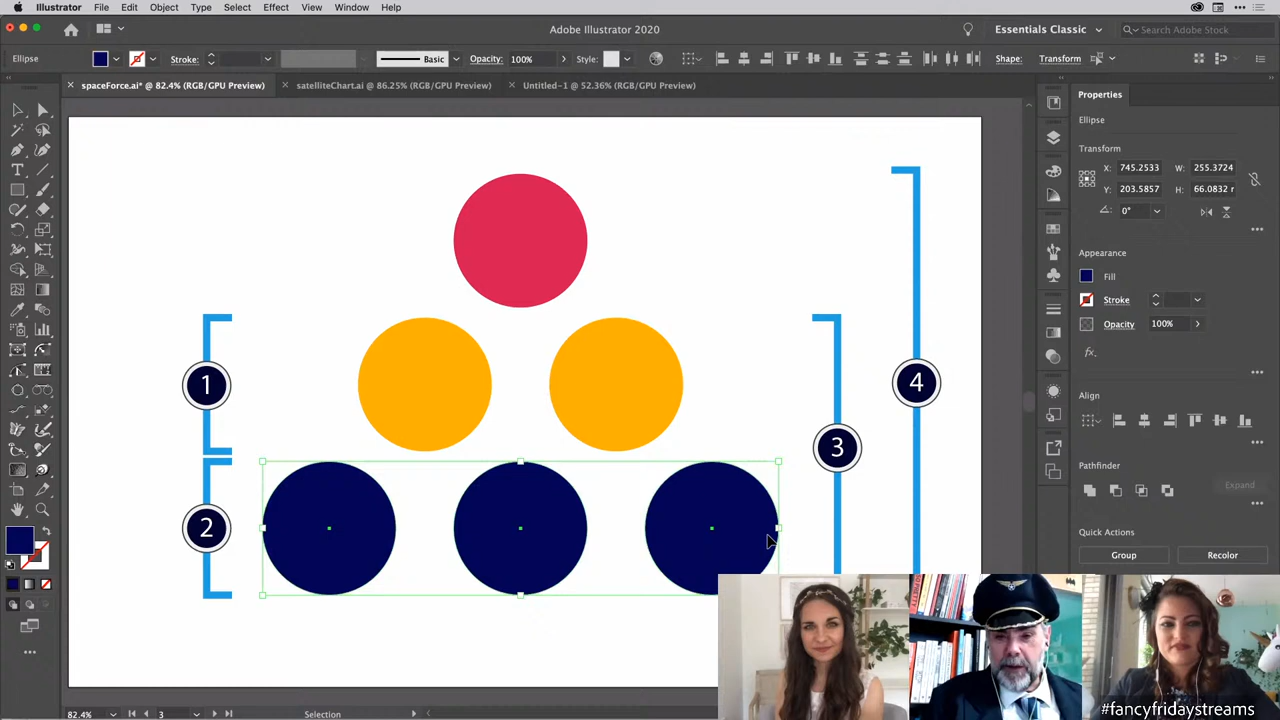 Illustrator File Edit Object Type Select Effect View Window Help
Adobe Illustrator 2020
Essentials Classic
Search Adobe Stock
Ellipse
Stroke:
Basic
Opacity: 100%
Style:
Shape:
Transform
× spaceForce.ai* @ 82.4% (RGB/GPU Preview)
× satelliteChart.ai @ 86.25% (RGB/GPU Preview)
× Untitled-1 @ 52.36% (RGB/GPU Preview)
Properties
Ellipse
Transform
X: 745.2533 W: 255.3724
Y: 203.5857 H: 66.0832 r
0°
Appearance
Fill
Stroke
Opacity 100%
fx.
Align
Pathfinder
Expand
Quick Actions
Group Recolor
1
2
3
4
82.4% 3 Selection
#fancyfridaystreams